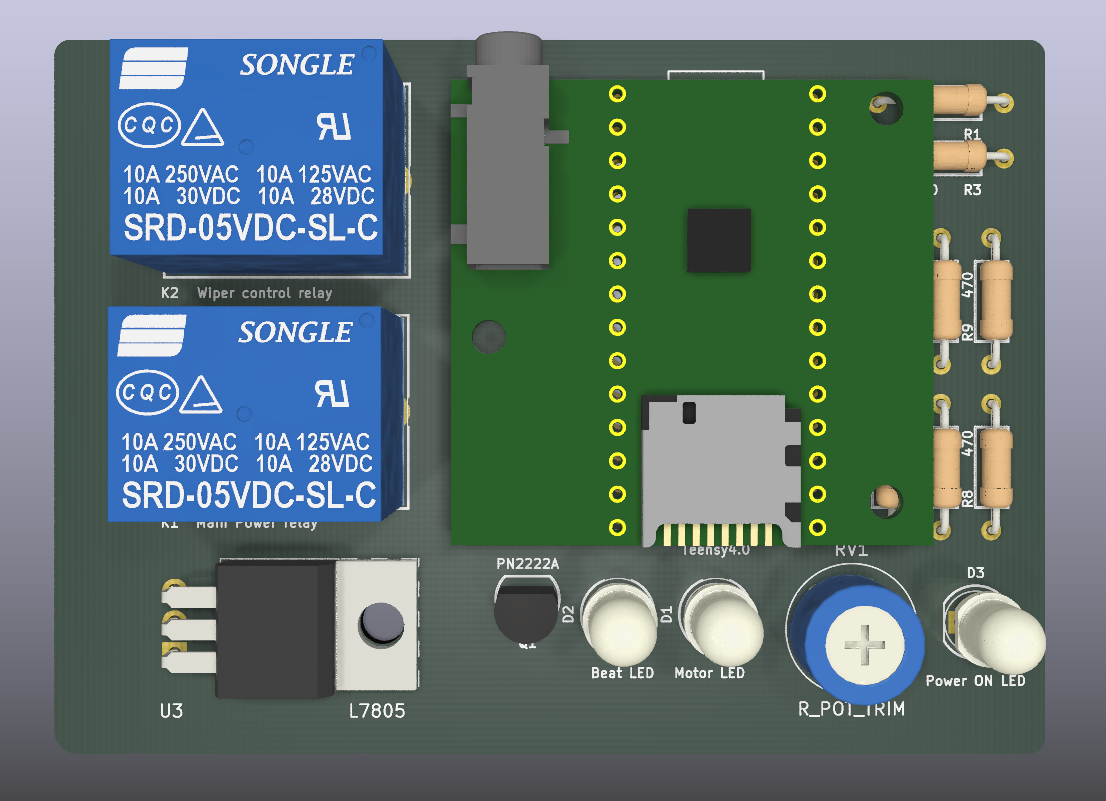 SONGLE
CQC
10A 250VAC 10A 125VAC
10A 30VDC 10A 28VDC
SRD-05VDC-SL-C
K2 Wiper control relay
SONGLE
CQC
10A 250VAC 10A 125VAC
10A 30VDC 10A 28VDC
SRD-05VDC-SL-C
K1 Main Power relay
R1
R3
470
R9
470
R8
Teensy4.0
RV1
PN2222A
D3
D2
D1
Q1
Beat LED
Motor LED
Power ON LED
U3
L7805
R_POT_TRIM